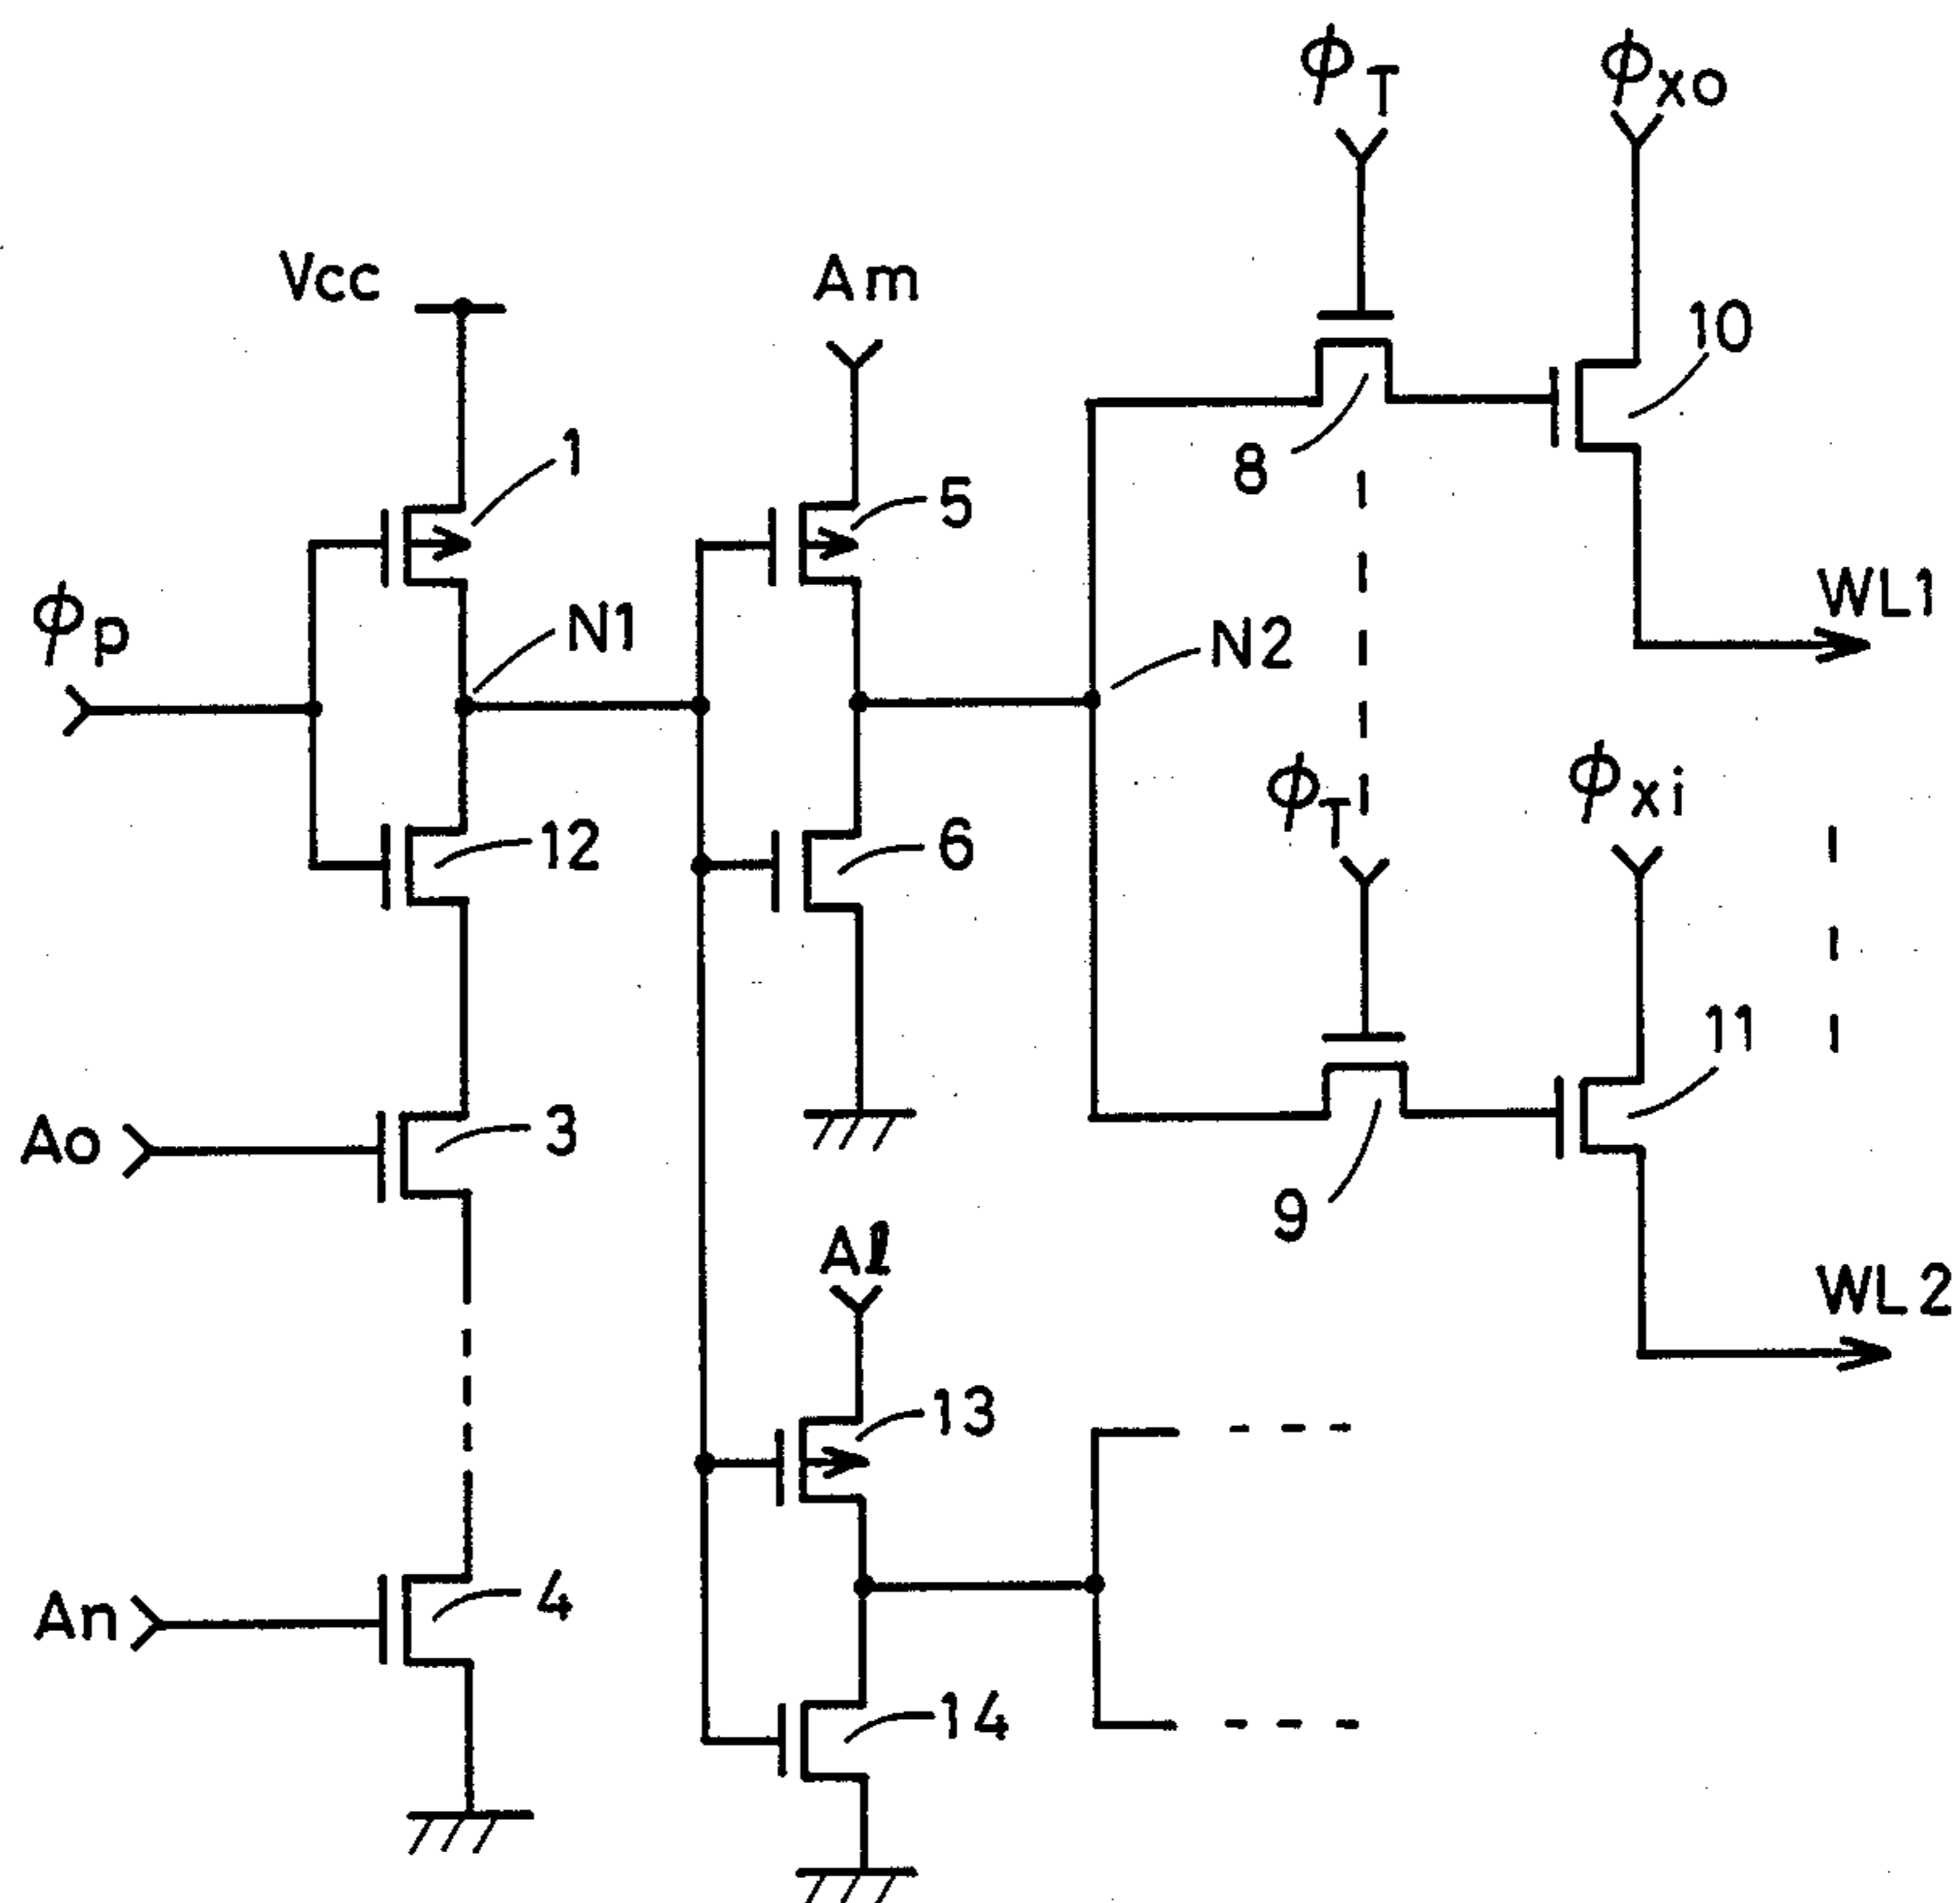 ϕT
ϕxo
Vcc
Am
10
1
8
5
WL1
ϕp
N1
N2
ϕT
ϕxi
12
6
11
Ao
3
9
Al
WL2
13
An
4
14